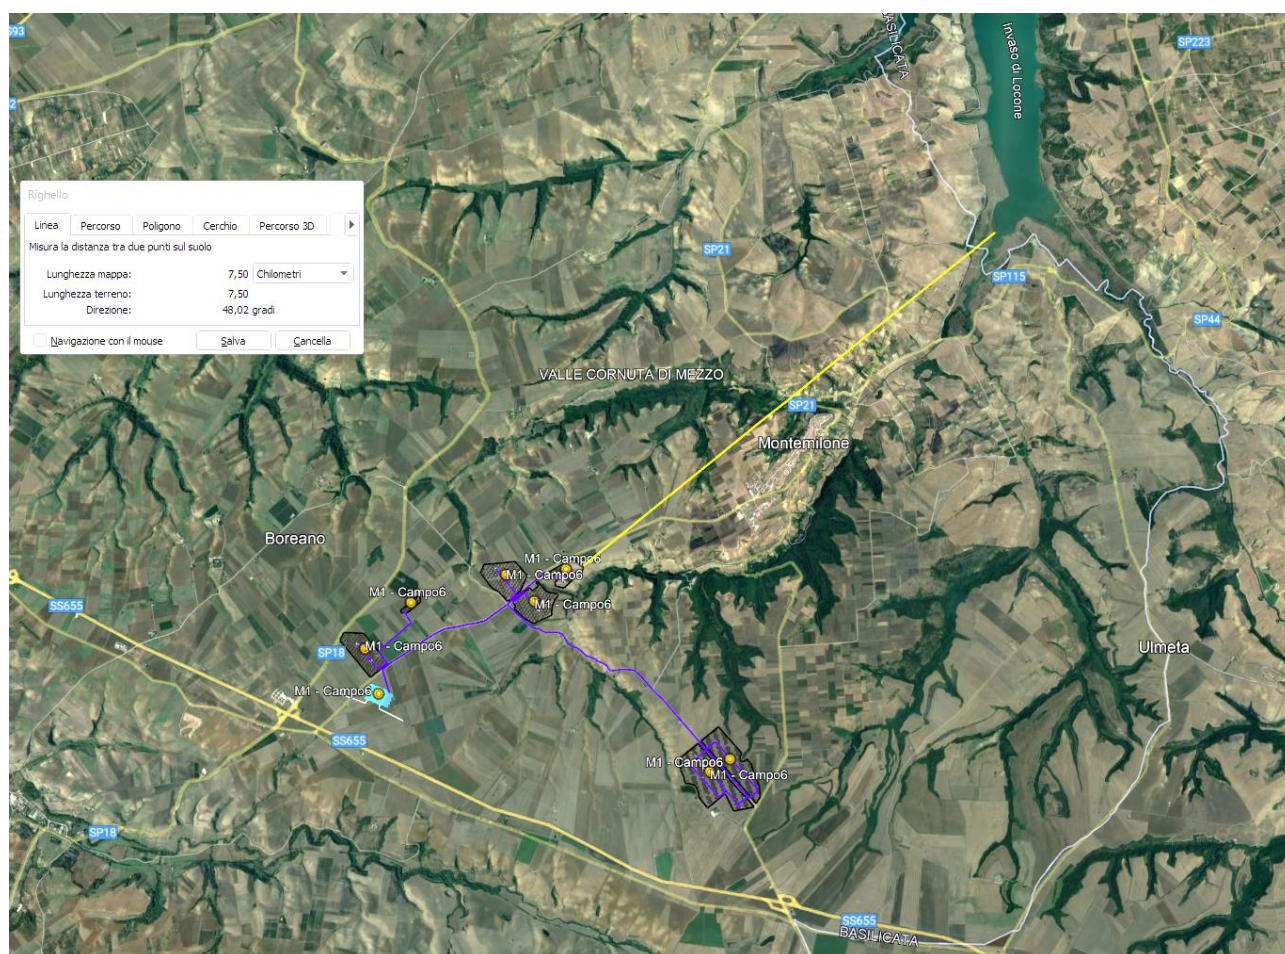 S93
BASILICATA
invaso di Locone
SP223
2
Righello
Linea Percorso Poligono Cerchio Percorso 3D
Misura la distanza tra due punti sul suolo
Lunghezza mappa: 7,50 Chilometri
Lunghezza terreno: 7,50
Direzione: 48,02 gradi
Navigazione con il mouse Salva Cancella
SP21
SP115
SP44
VALLE CORNUTA DI MEZZO
SP21
Montemilone
Boreano
M1 - Campo6
M1 - Campo6
M1 - Campo6
M1 - Campo6
SS655
SP18
M1 - Campo6
Ulmeta
M1 - Campo6
SS655
M1 - Campo6
M1 - Campo6
SP18
SS655
BASILICATA